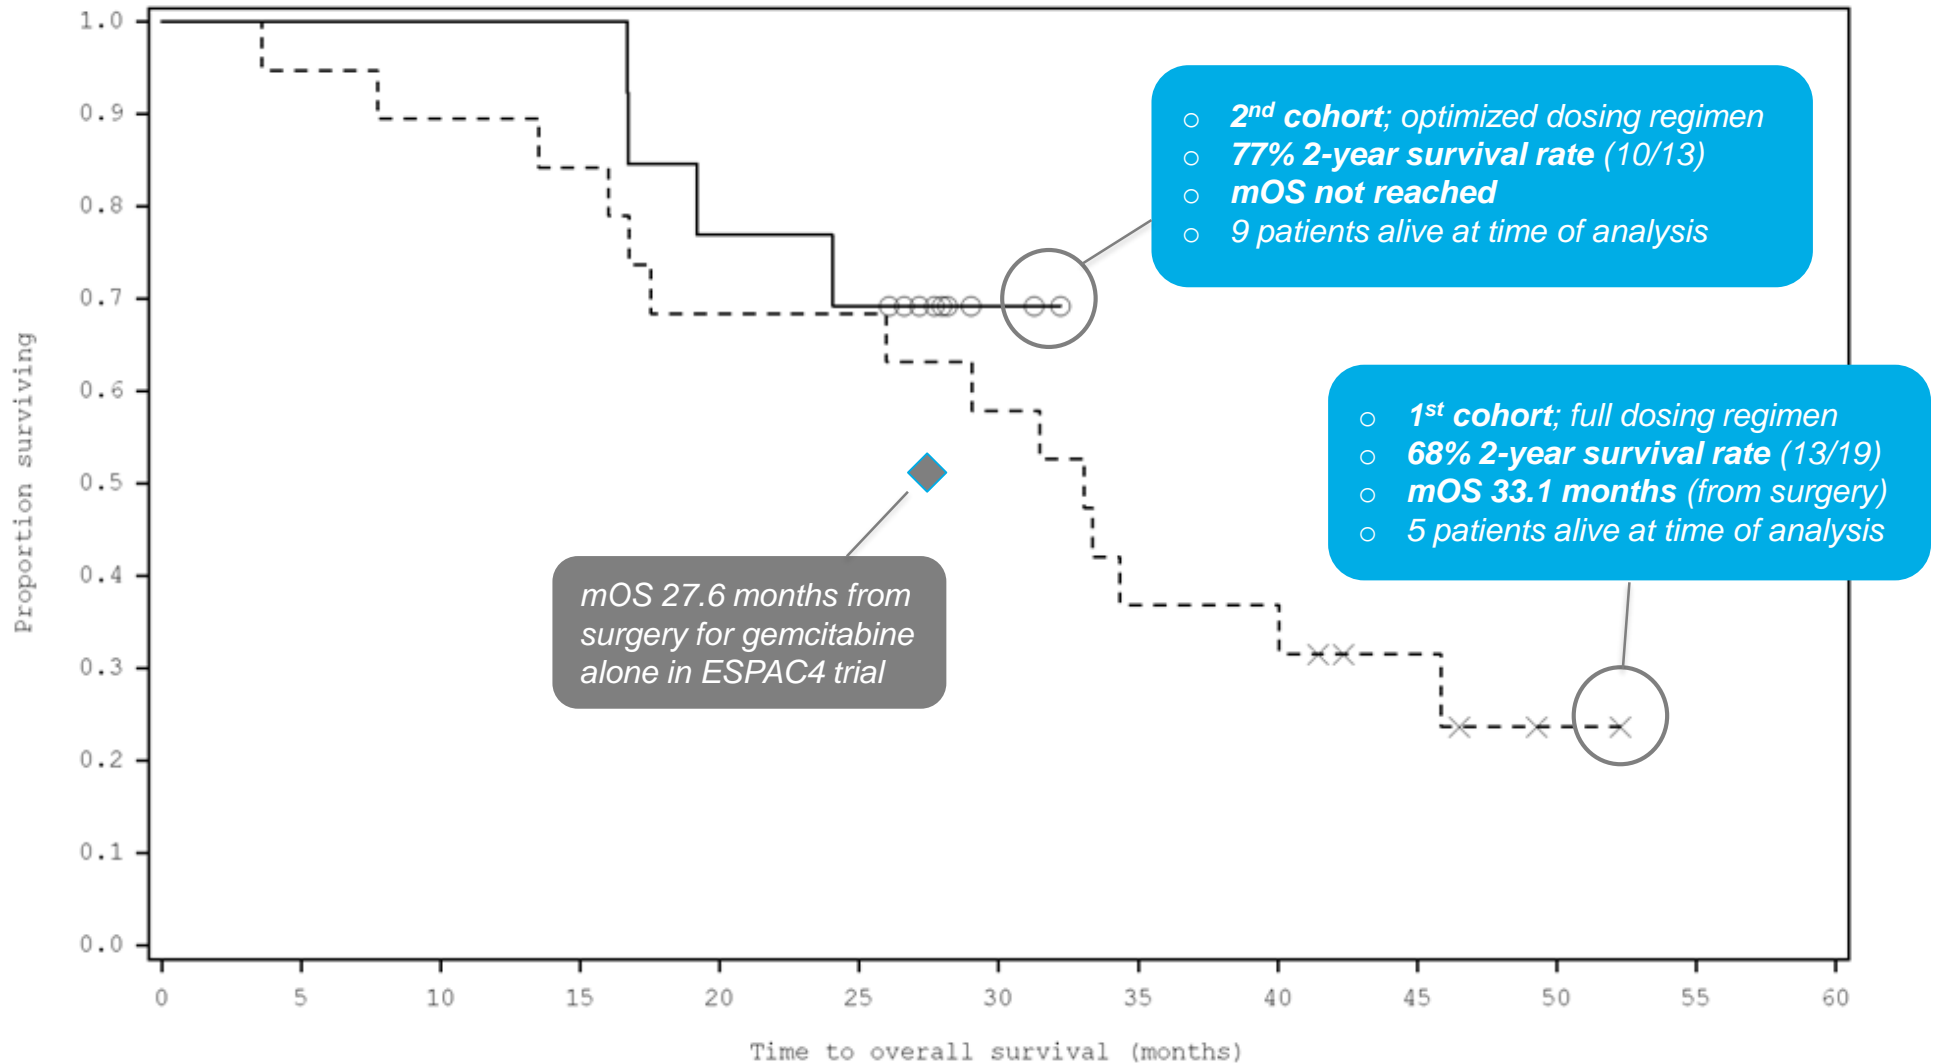 1.0
0.9
0.8
0.7
0.6
0.5
0.4
0.3
0.2
0.1
0.0
Proportion surviving
○ 2nd cohort; optimized dosing regimen
○ 77% 2-year survival rate (10/13)
○ mOS not reached
○ 9 patients alive at time of analysis
○ 1st cohort; full dosing regimen
○ 68% 2-year survival rate (13/19)
○ mOS 33.1 months (from surgery)
○ 5 patients alive at time of analysis
mOS 27.6 months from
surgery for gemcitabine
alone in ESPAC4 trial
0 5 10 15 20 25 30 35 40 45 50 55 60
Time to overall survival (months)